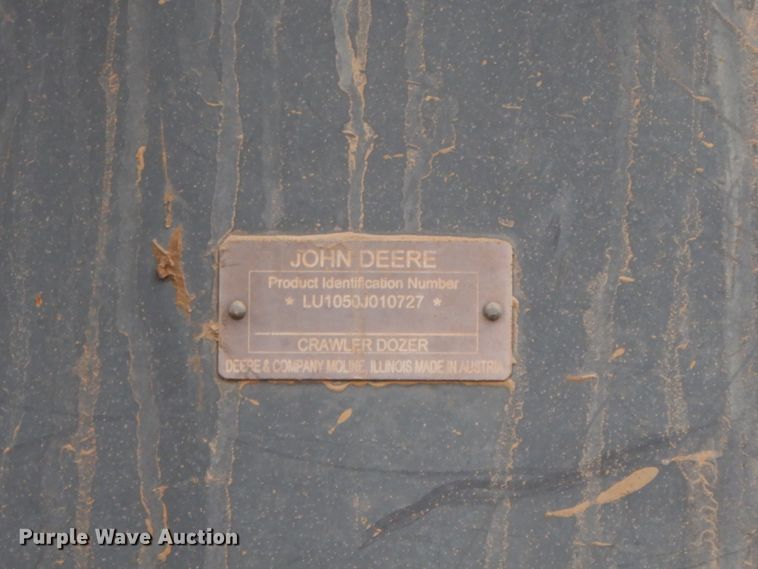 JOHN DEERE
Product Identification Number
* LU1050J010727 *
CRAWLER DOZER
DEERE & COMPANY MOLINE, ILLINOIS MADE IN AUSTRIA
Purple Wave Auction